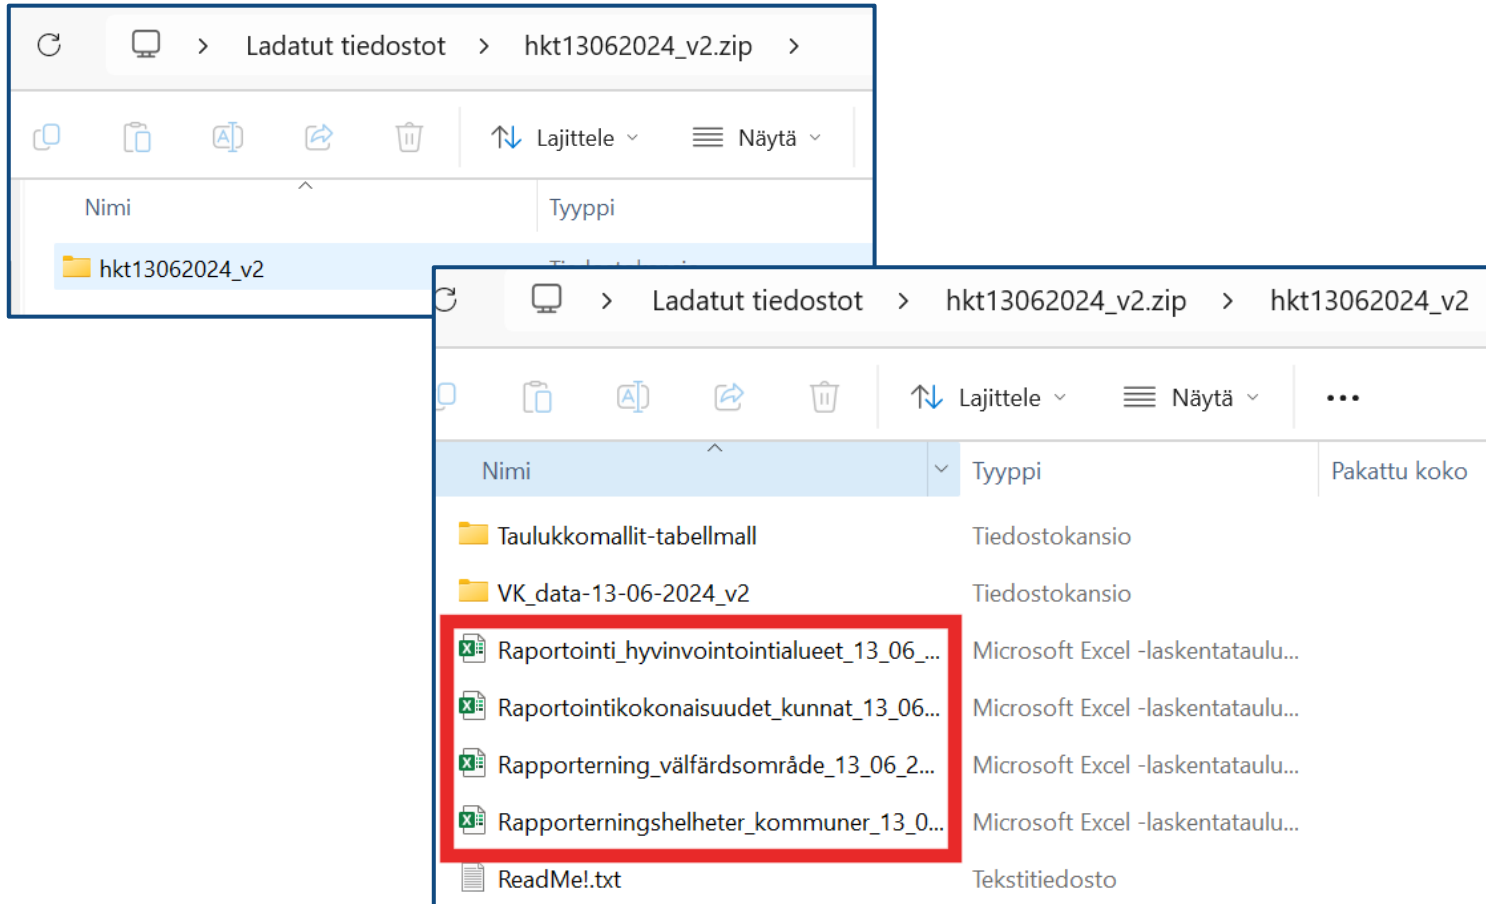 Ladatut tiedostot > hkt13062024_v2.zip >
Lajittele Näytä
Nimi Tyyppi
hkt13062024_v2
> Ladatut tiedostot > hkt13062024_v2.zip > hkt13062024_v2
Lajittele Näytä •••
Nimi Tyyppi Pakattu koko
Taulukkomallit-tabellmall Tiedostokansio
VK_data-13-06-2024_v2 Tiedostokansio
Raportointi_hyvinvointointialueet_13_06_... Microsoft Excel -laskentataulu...
Raportointikokonaisuudet_kunnat_13_06... Microsoft Excel -laskentataulu...
Rapporterning_välfärdsområde_13_06_2... Microsoft Excel -laskentataulu...
Rapporterningshelheter_kommuner_13_0... Microsoft Excel -laskentataulu...
ReadMe!.txt Tekstitiedosto